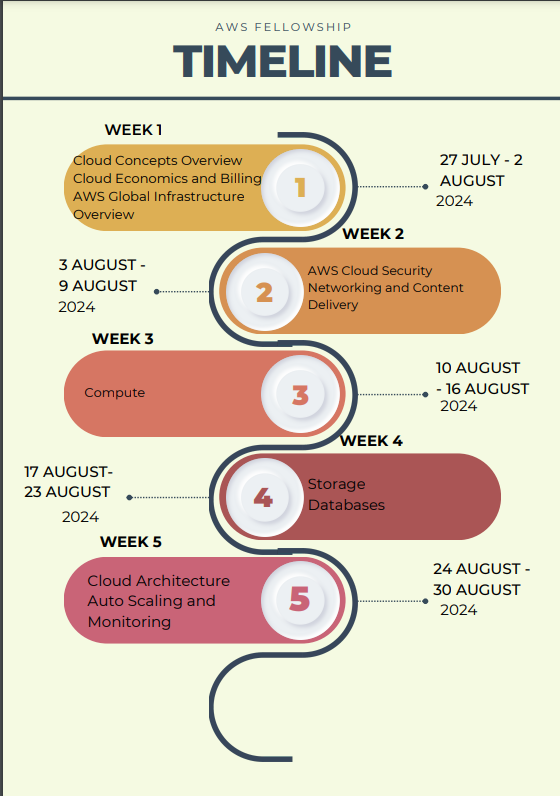 AWS FELLOWSHIP
TIMELINE
WEEK 1
Cloud Concepts Overview
Cloud Economics and Billing
AWS Global Infrastructure
Overview
1
27 JULY - 2
AUGUST
2024
WEEK 2
3 AUGUST -
9 AUGUST
2024
2
AWS Cloud Security
Networking and Content
Delivery
WEEK 3
Compute
3
10 AUGUST
- 16 AUGUST
2024
WEEK 4
17 AUGUST-
23 AUGUST
2024
4
Storage
Databases
WEEK 5
Cloud Architecture
Auto Scaling and
Monitoring
5
24 AUGUST -
30 AUGUST
2024